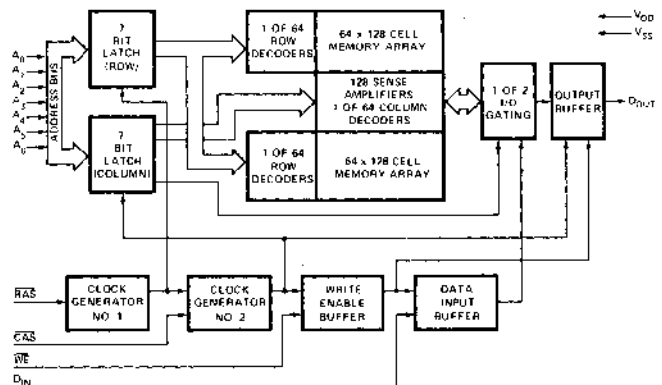 7
BIT
LATCH
(ROW)
1 OF 64
ROW
DECODERS
64 x 128 CELL
MEMORY ARRAY
VDD
VSS
A0
A1
A2
A3
A4
A5
A6
ADDRESS BUS
128 SENSE
AMPLIFIERS
1 OF 64 COLUMN
DECODERS
1 OF 2
I/O
GATING
OUTPUT
BUFFER
DOUT
7
BIT
LATCH
(COLUMN)
1 OF 64
ROW
DECODERS
64 x 128 CELL
MEMORY ARRAY
RAS
CLOCK
GENERATOR
NO. 1
CLOCK
GENERATOR
NO. 2
WRITE
ENABLE
BUFFER
DATA
INPUT
BUFFER
CAS
WE
DIN